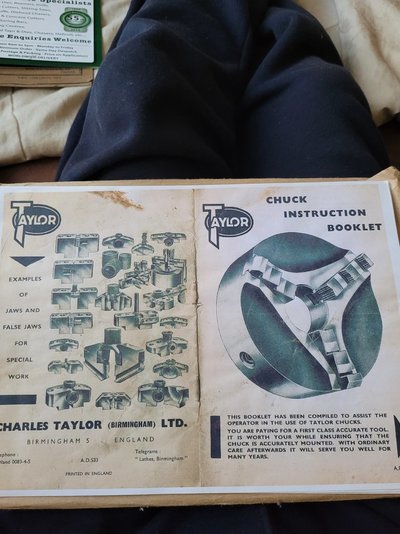 Enquiries Welcome
TAYLOR
EXAMPLES
OF
JAWS AND
FALSE JAWS
FOR
SPECIAL
WORK
CHARLES TAYLOR (BIRMINGHAM) LTD.
BIRMINGHAM 5 ENGLAND
Telegrams
A.D.533 "Lathes, Birmingham."
PRINTED IN ENGLAND
TAYLOR
CHUCK
INSTRUCTION
BOOKLET
THIS BOOKLET HAS BEEN COMPILED TO ASSIST THE
OPERATOR IN THE USE OF TAYLOR CHUCKS.
YOU ARE PAYING FOR A FIRST CLASS ACCURATE TOOL.
IT IS WORTH YOUR WHILE ENSURING THAT THE
CHUCK IS ACCURATELY MOUNTED. WITH ORDINARY
CARE AFTERWARDS IT WILL SERVE YOU WELL FOR
MANY YEARS.